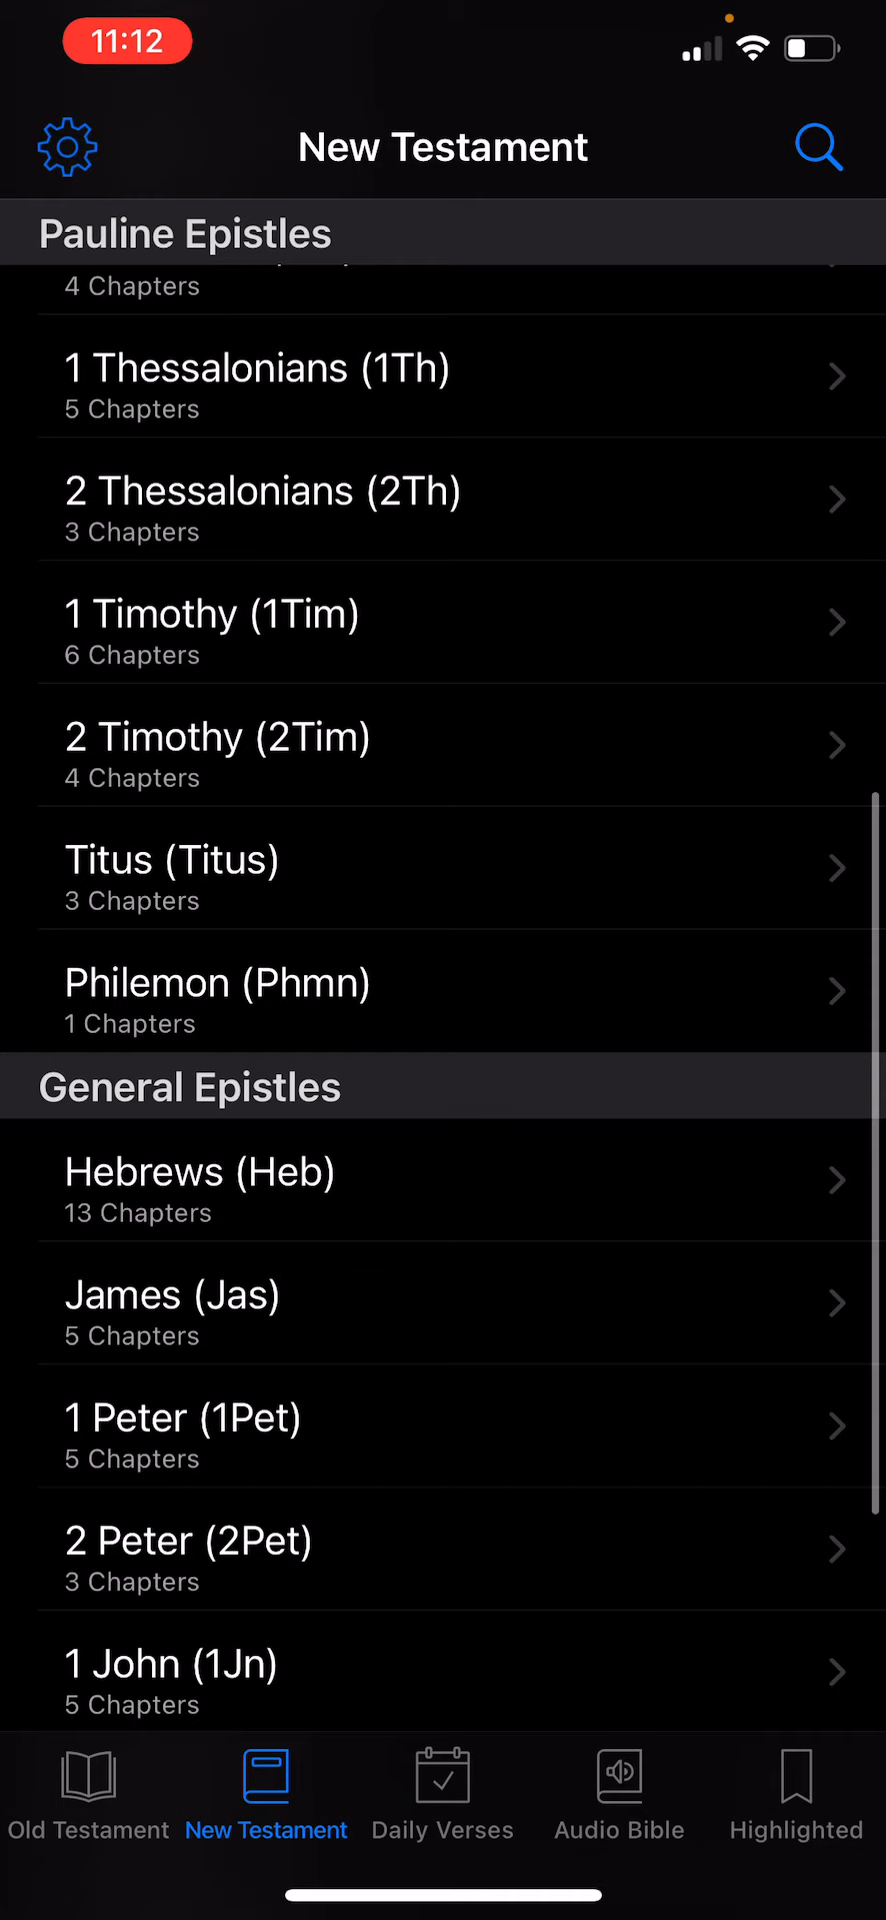 11:12
New Testament
Pauline Epistles
4 Chapters
1 Thessalonians (1Th)
5 Chapters
2 Thessalonians (2Th)
3 Chapters
1 Timothy (1Tim)
6 Chapters
2 Timothy (2Tim)
4 Chapters
Titus (Titus)
3 Chapters
Philemon (Phmn)
1 Chapters
General Epistles
Hebrews (Heb)
13 Chapters
James (Jas)
5 Chapters
1 Peter (1Pet)
5 Chapters
2 Peter (2Pet)
3 Chapters
1 John (1Jn)
5 Chapters
Old Testament New Testament Daily Verses Audio Bible Highlighted